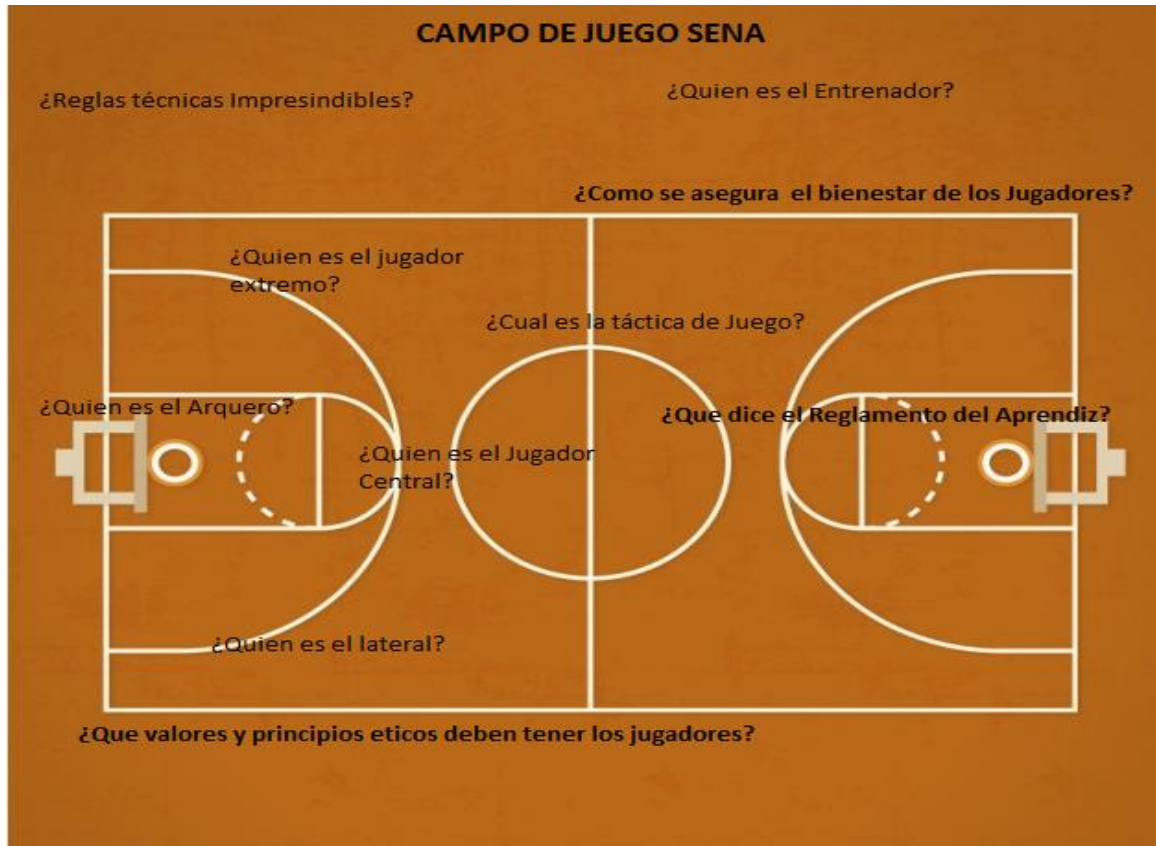 CAMPO DE JUEGO SENA
¿Reglas técnicas Impresindibles?
¿Quien es el Entrenador?
¿Como se asegura  el bienestar de los Jugadores?
¿Quien es el jugador
extremo?
¿Cual es la táctica de Juego?
¿Quien es el Arquero?
¿Que dice el Reglamento del Aprendiz?
¿Quien es el Jugador
Central?
¿Quien es el lateral?
¿Que valores y principios eticos deben tener los jugadores?